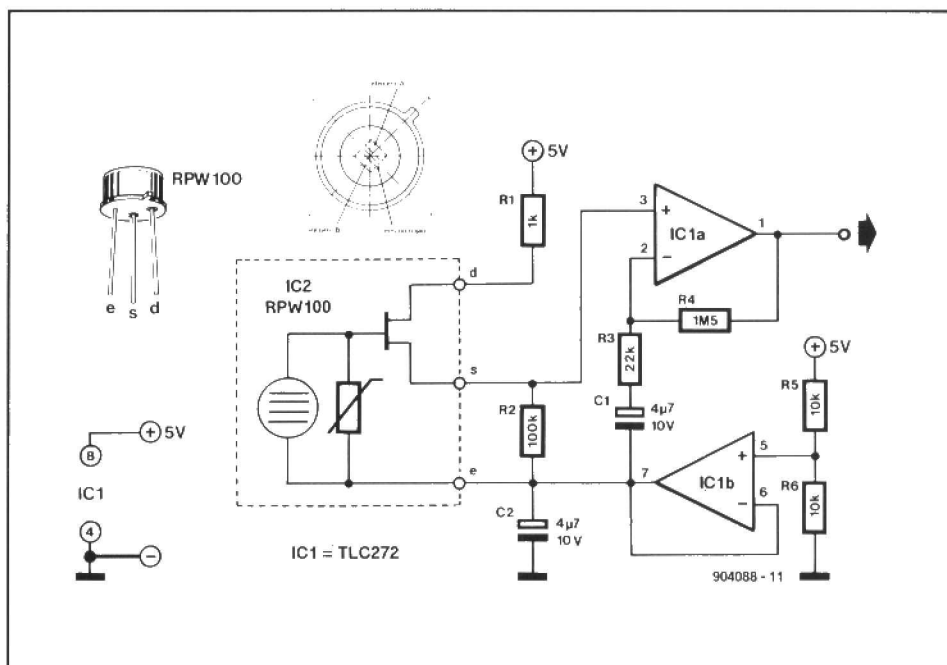 RPW100
e s d
5V
R1
1k
IC2
RPW100
d
s
e
R2
100k
C2
4µ7
10V
3
+
2
−
IC1a
1
R4
1M5
R3
22k
C1
4µ7
10V
7
IC1b
5
+
6
−
5V
R5
10k
R6
10k
8
+ 5V
IC1
4
−
IC1 = TLC272
904088 - 11